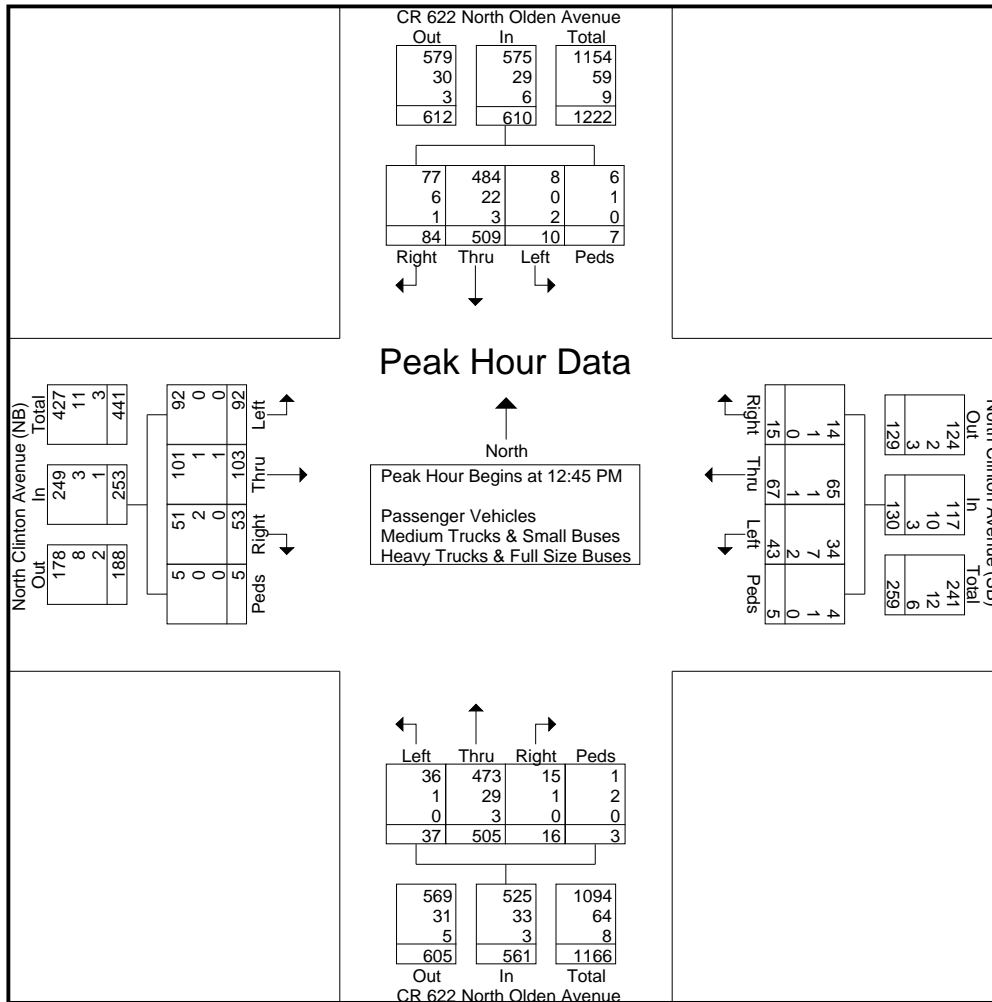 CR 622 North Olden Avenue
Out In Total
579 575 1154
30 29 59
3 6 9
612 610 1222
77 484 8 6
6 22 0 1
1 3 2 0
84 509 10 7
Right Thru Left Peds
Peak Hour Data
North
Peak Hour Begins at 12:45 PM
Passenger Vehicles
Medium Trucks & Small Buses
Heavy Trucks & Full Size Buses
North Clinton Avenue (NB)
Out In Total
178 249 427
8 3 11
2 1 3
188 253 441
92 101 51 5
0 1 2 0
0 1 0 0
92 103 53 5
Left Thru Right Peds
North Clinton Avenue (SB)
Out In Total
124 117 241
2 10 12
3 3 6
129 130 259
14 65 34 4
1 1 7 1
0 1 2 0
15 67 43 5
Right Thru Left Peds
Left Thru Right Peds
36 473 15 1
1 29 1 2
0 3 0 0
37 505 16 3
569 525 1094
31 33 64
5 3 8
605 561 1166
Out In Total
CR 622 North Olden Avenue